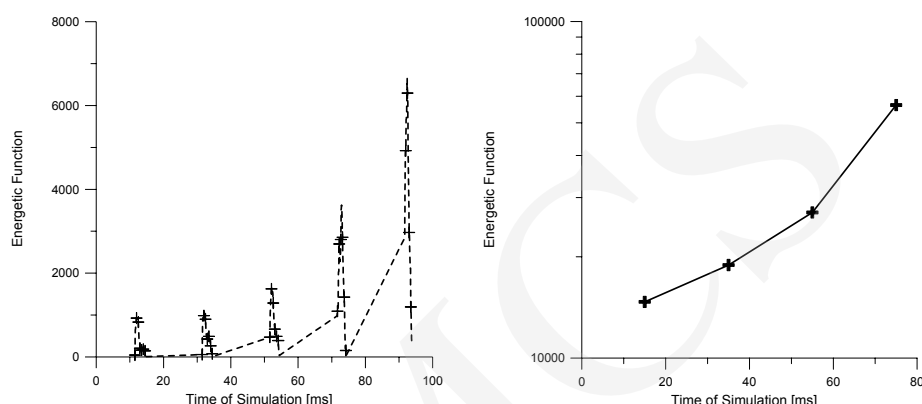 8000
6000
4000
2000
0
Energetic Function
0 20 40 60 80 100
Time of Simulation [ms]
100000
10000
Energetic Function
0 20 40 60 80
Time of Simulation [ms]
MCS